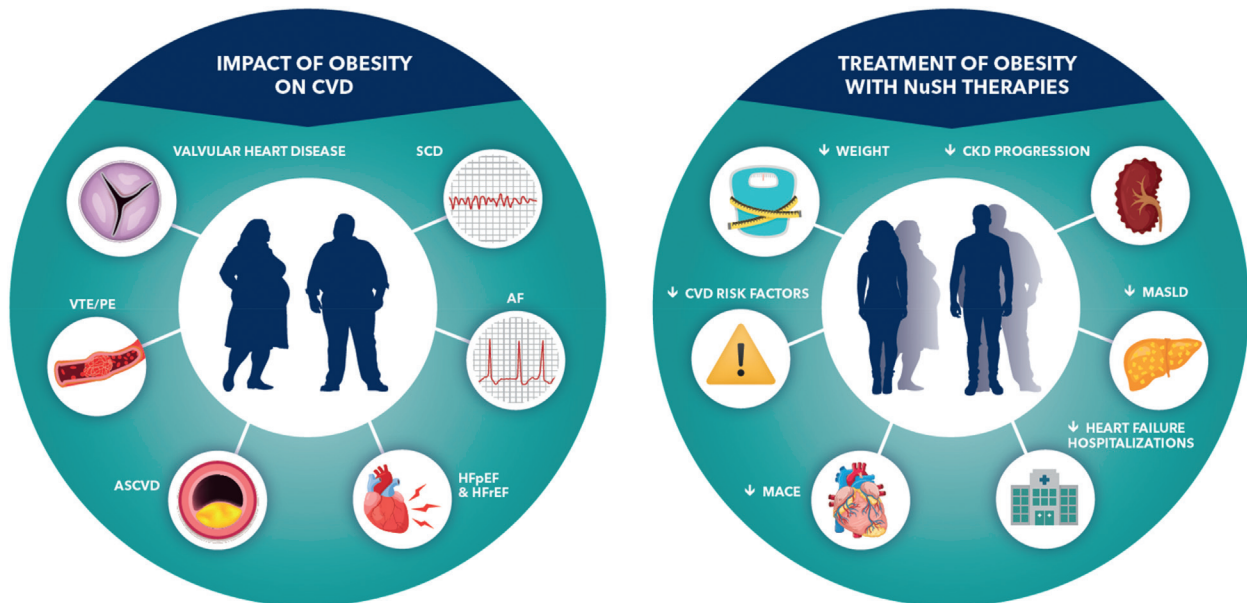 IMPACT OF OBESITY
ON CVD
VALVULAR HEART DISEASE
SCD
VTE/PE
AF
ASCVD
HFpEF
& HFrEF
TREATMENT OF OBESITY
WITH NuSH THERAPIES
↓ WEIGHT
↓ CKD PROGRESSION
↓ CVD RISK FACTORS
↓ MASLD
↓ HEART FAILURE
HOSPITALIZATIONS
↓ MACE